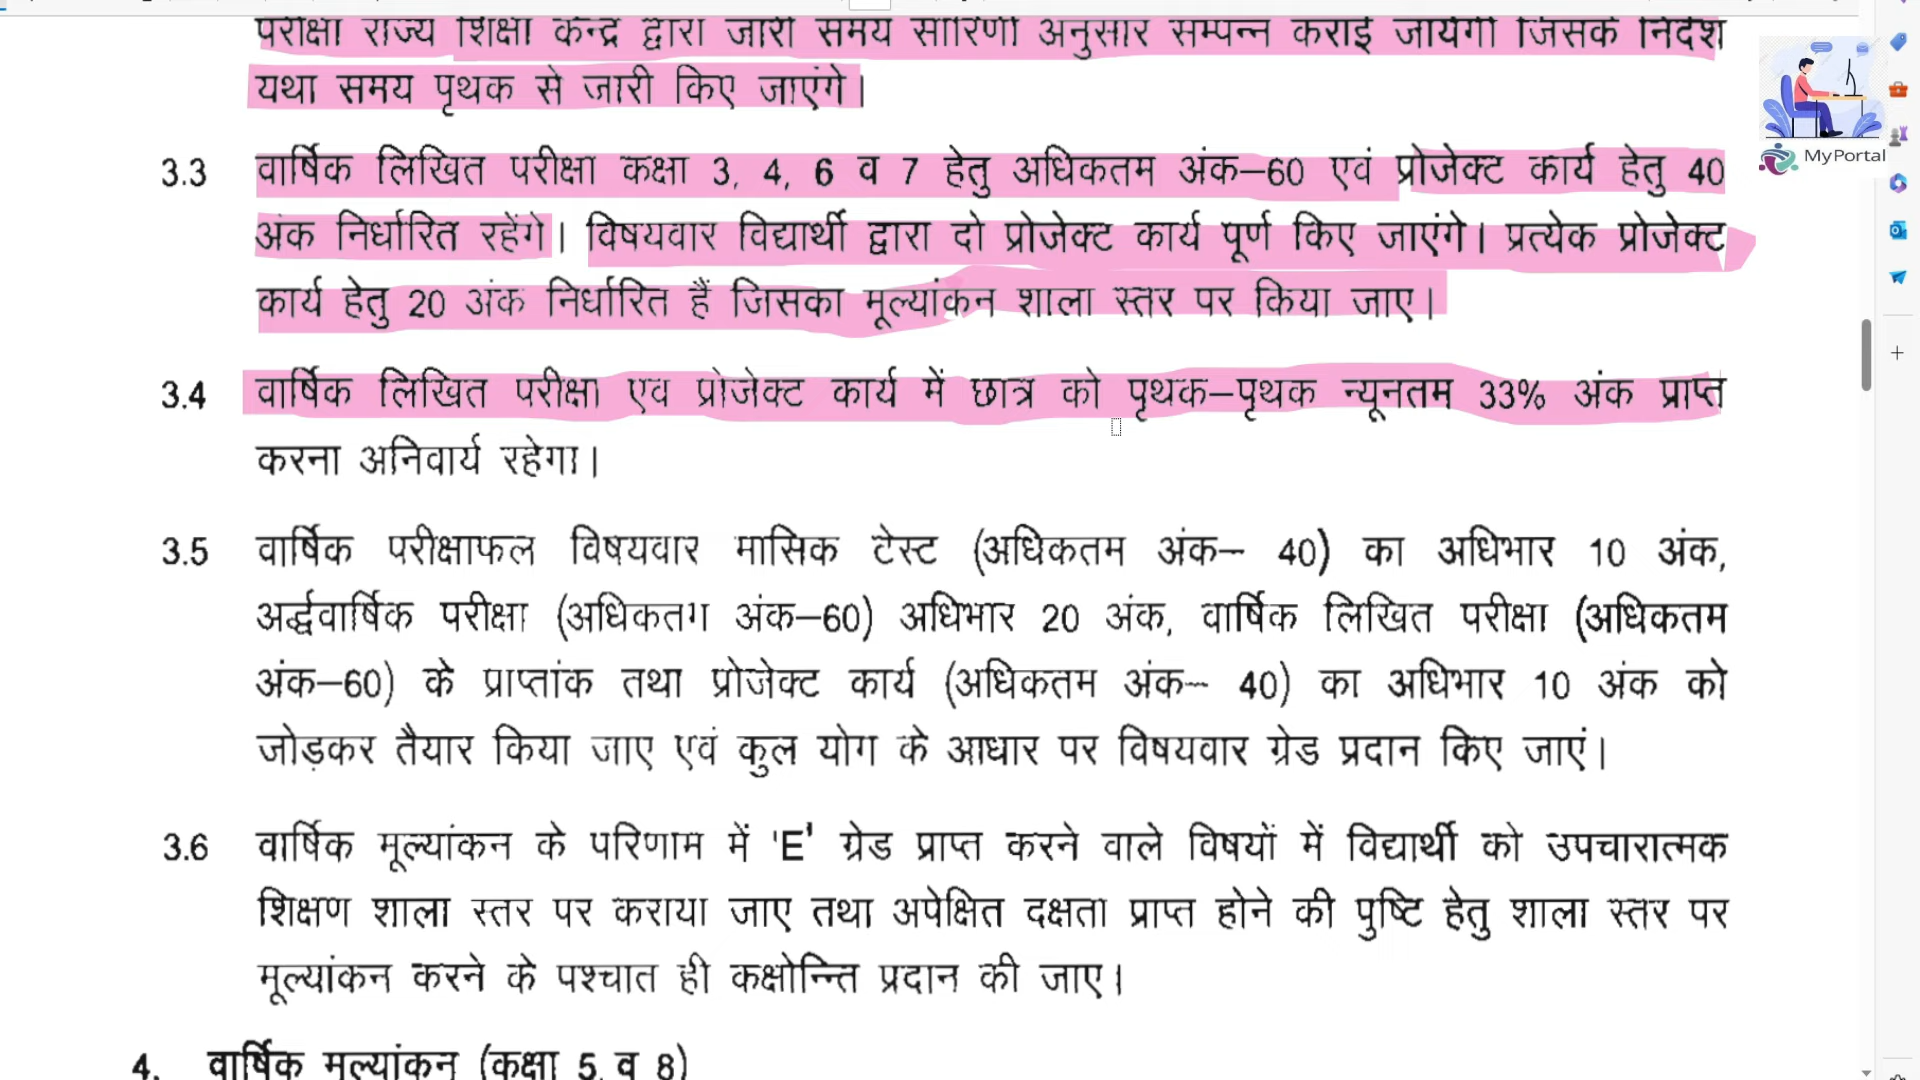 परीक्षा राज्य शिक्षा केन्द्र द्वारा जारी समय सारिणी अनुसार सम्पन्न कराई जायेगी जिसके निर्देश
यथा समय पृथक से जारी किए जाएंगे।
MyPortal
3.3 वार्षिक लिखित परीक्षा कक्षा 3, 4, 6 व 7 हेतु अधिकतम अंक–60 एवं प्रोजेक्ट कार्य हेतु 40
अंक निर्धारित रहेंगे। विषयवार विद्यार्थी द्वारा दो प्रोजेक्ट कार्य पूर्ण किए जाएंगे। प्रत्येक प्रोजेक्ट
कार्य हेतु 20 अंक निर्धारित हैं जिसका मूल्यांकन शाला स्तर पर किया जाए।
3.4 वार्षिक लिखित परीक्षा एव प्रोजेक्ट कार्य में छात्र को पृथक–पृथक न्यूनतम 33% अंक प्राप्त
करना अनिवार्य रहेगा।
3.5 वार्षिक परीक्षाफल विषयवार मासिक टेस्ट (अधिकतम अंक– 40) का अधिभार 10 अंक,
अर्द्धवार्षिक परीक्षा (अधिकतम अंक–60) अधिभार 20 अंक, वार्षिक लिखित परीक्षा (अधिकतम
अंक–60) के प्राप्तांक तथा प्रोजेक्ट कार्य (अधिकतम अंक– 40) का अधिभार 10 अंक को
जोड़कर तैयार किया जाए एवं कुल योग के आधार पर विषयवार ग्रेड प्रदान किए जाएं।
3.6 वार्षिक मूल्यांकन के परिणाम में 'E' ग्रेड प्राप्त करने वाले विषयों में विद्यार्थी को उपचारात्मक
शिक्षण शाला स्तर पर कराया जाए तथा अपेक्षित दक्षता प्राप्त होने की पुष्टि हेतु शाला स्तर पर
मूल्यांकन करने के पश्चात ही कक्षोन्नति प्रदान की जाए।
4. वार्षिक मूल्यांकन (कक्षा 5, व 8)